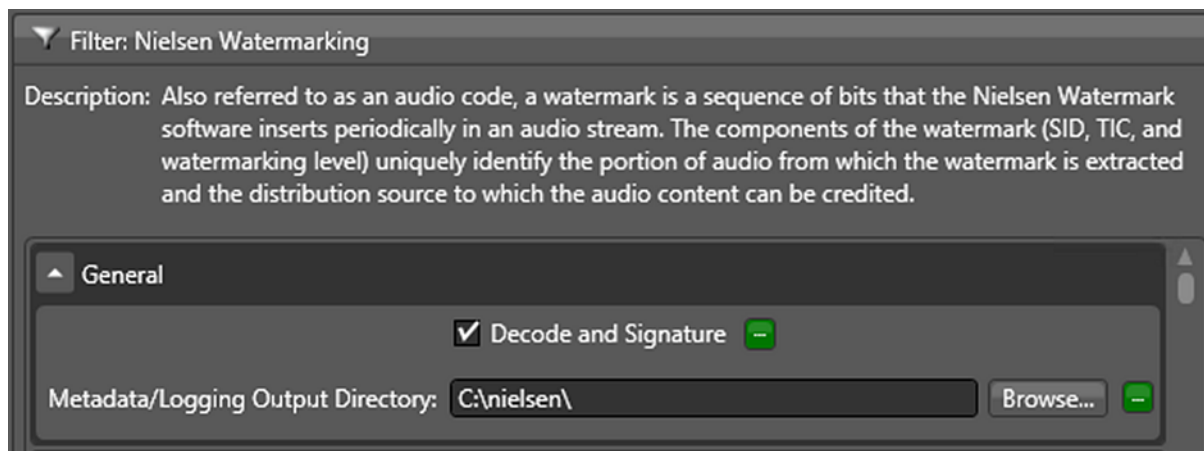 Filter: Nielsen Watermarking
Description: Also referred to as an audio code, a watermark is a sequence of bits that the Nielsen Watermark
software inserts periodically in an audio stream. The components of the watermark (SID, TIC, and
watermarking level) uniquely identify the portion of audio from which the watermark is extracted
and the distribution source to which the audio content can be credited.
General
Decode and Signature
Metadata/Logging Output Directory: C:\nielsen\ Browse...